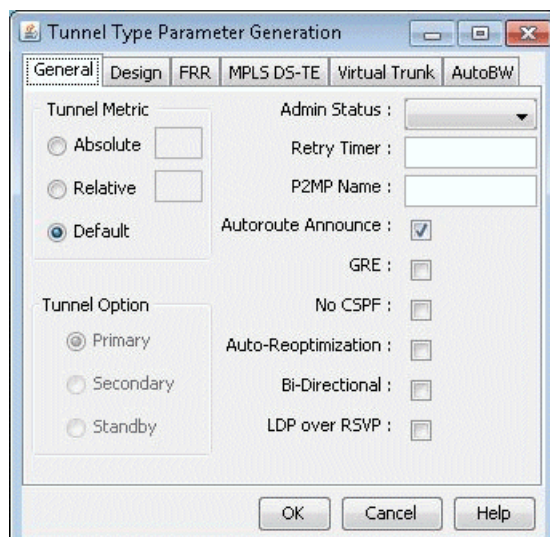 Tunnel Type Parameter Generation
General Design FRR MPLS DS-TE Virtual Trunk AutoBW
Tunnel Metric
Absolute
Relative
Default
Tunnel Option
Primary
Secondary
Standby
Admin Status :
Retry Timer :
P2MP Name :
Autoroute Announce :
GRE :
No CSPF :
Auto-Reoptimization :
Bi-Directional :
LDP over RSVP :
OK Cancel Help